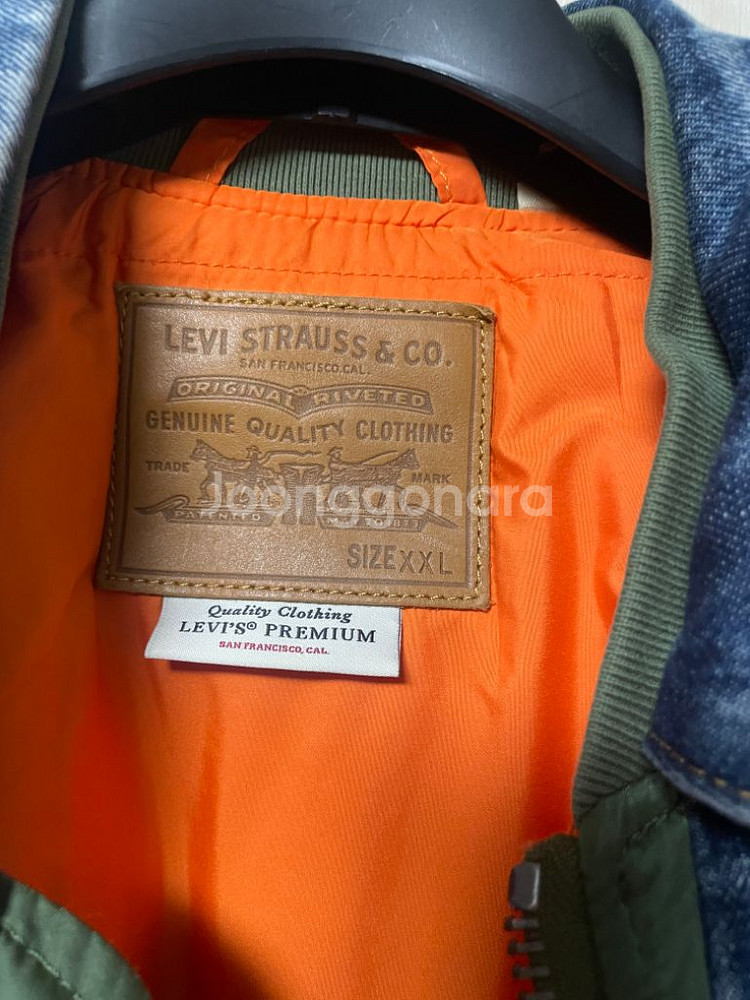 LEVI STRAUSS & CO.
SAN FRANCISCO, CAL.
ORIGINAL RIVETED
GENUINE QUALITY CLOTHING
TRADE MARK
Joonggonara
PATENTED
SIZE XXL
Quality Clothing
LEVI'S® PREMIUM
SAN FRANCISCO, CAL.